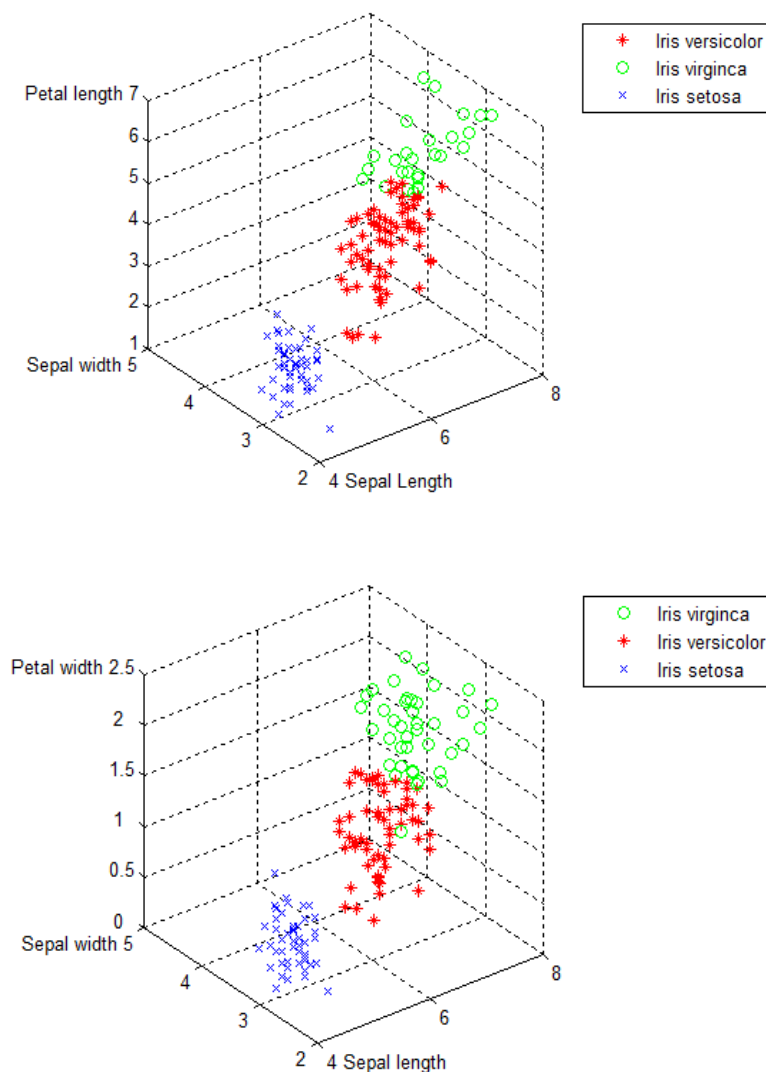 Iris versicolor
Iris virginca
Iris setosa
Petal length 7
6
5
4
3
2
1
Sepal width 5
4
3
2
4 Sepal Length
6
8
Iris virginca
Iris versicolor
Iris setosa
Petal width 2.5
2
1.5
1
0.5
0
Sepal width 5
4
3
2
4 Sepal length
6
8